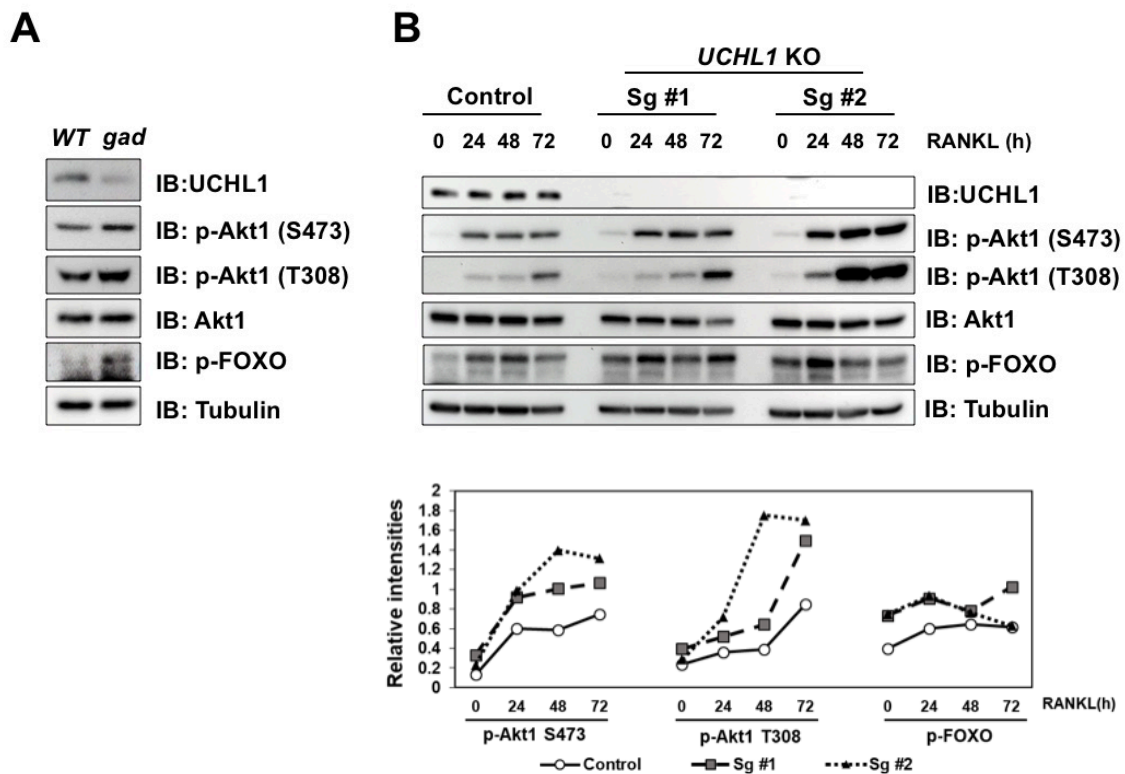 A
WT gad
IB:UCHL1
IB: p-Akt1 (S473)
IB: p-Akt1 (T308)
IB: Akt1
IB: p-FOXO
IB: Tubulin
B
UCHL1 KO
Control Sg #1 Sg #2
0 24 48 72 0 24 48 72 0 24 48 72 RANKL (h)
IB:UCHL1
IB: p-Akt1 (S473)
IB: p-Akt1 (T308)
IB: Akt1
IB: p-FOXO
IB: Tubulin
Relative intensities
2
1.8
1.6
1.4
1.2
1
0.8
0.6
0.4
0.2
0
0 24 48 72 0 24 48 72 0 24 48 72 RANKL(h)
p-Akt1 S473 p-Akt1 T308 p-FOXO
Control Sg #1 Sg #2